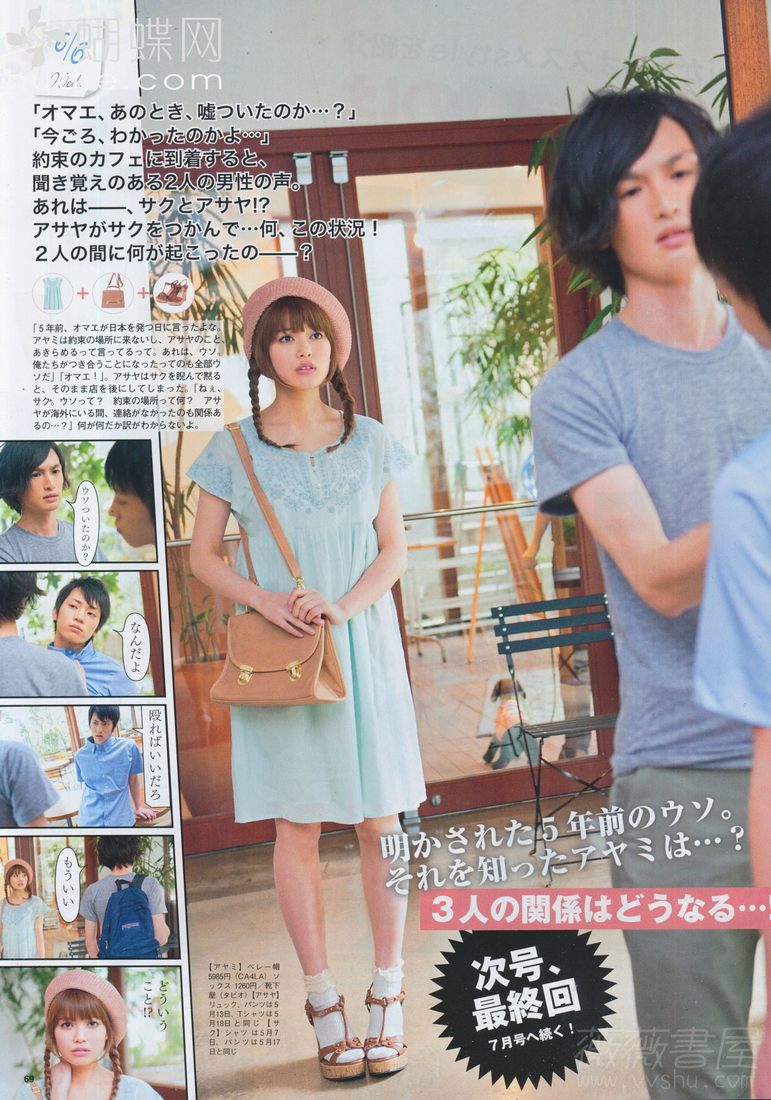 6/6
蝴蝶网
「オマエ、あのとき、嘘ついたのか…？」
「今ごろ、わかったのかよ…」
約束のカフェに到着すると、
聞き覚えのある２人の男性の声。
あれは――、サクとアサヤ!?
アサヤがサクをつかんで…何、この状況！
２人の間に何が起こったの――？
「５年前、オマエが日本を発つ日に言ったよな。
アヤミは約束の場所に来ないし、アサヤのこと、
あきらめるって言ってるって。あれは、ウソ。
俺たちがつき合うことになったってのも全部ウ
ソだ」「オマエ！」。アサヤはサクを睨んで黙る
と、そのまま店を後にしてしまった。「ねぇ、
サク。ウソって？　約束の場所って何？　アサ
ヤが海外にいる間、連絡がなかったのも関係あ
るの…？」何が何だか訳がわからないよ。
ウソついたのか？
なんだよ
殴ればいいだろ
もういい
どういう
こと!?
明かされた５年前のウソ。
それを知ったアヤミは…？
３人の関係はどうなる…
次号、
最終回
７月号へ続く！
【アヤミ】ベレー帽
5985円（CA4LA）ソ
ックス 1260円／靴下
屋（タビオ）【アサヤ】
リュック、パンツは５
月13日、Tシャツは５
月18日と同じ【サ
ク】シャツは５月７
日、パンツは５月17
日と同じ
69
薇薇書屋
www.vvshu.com